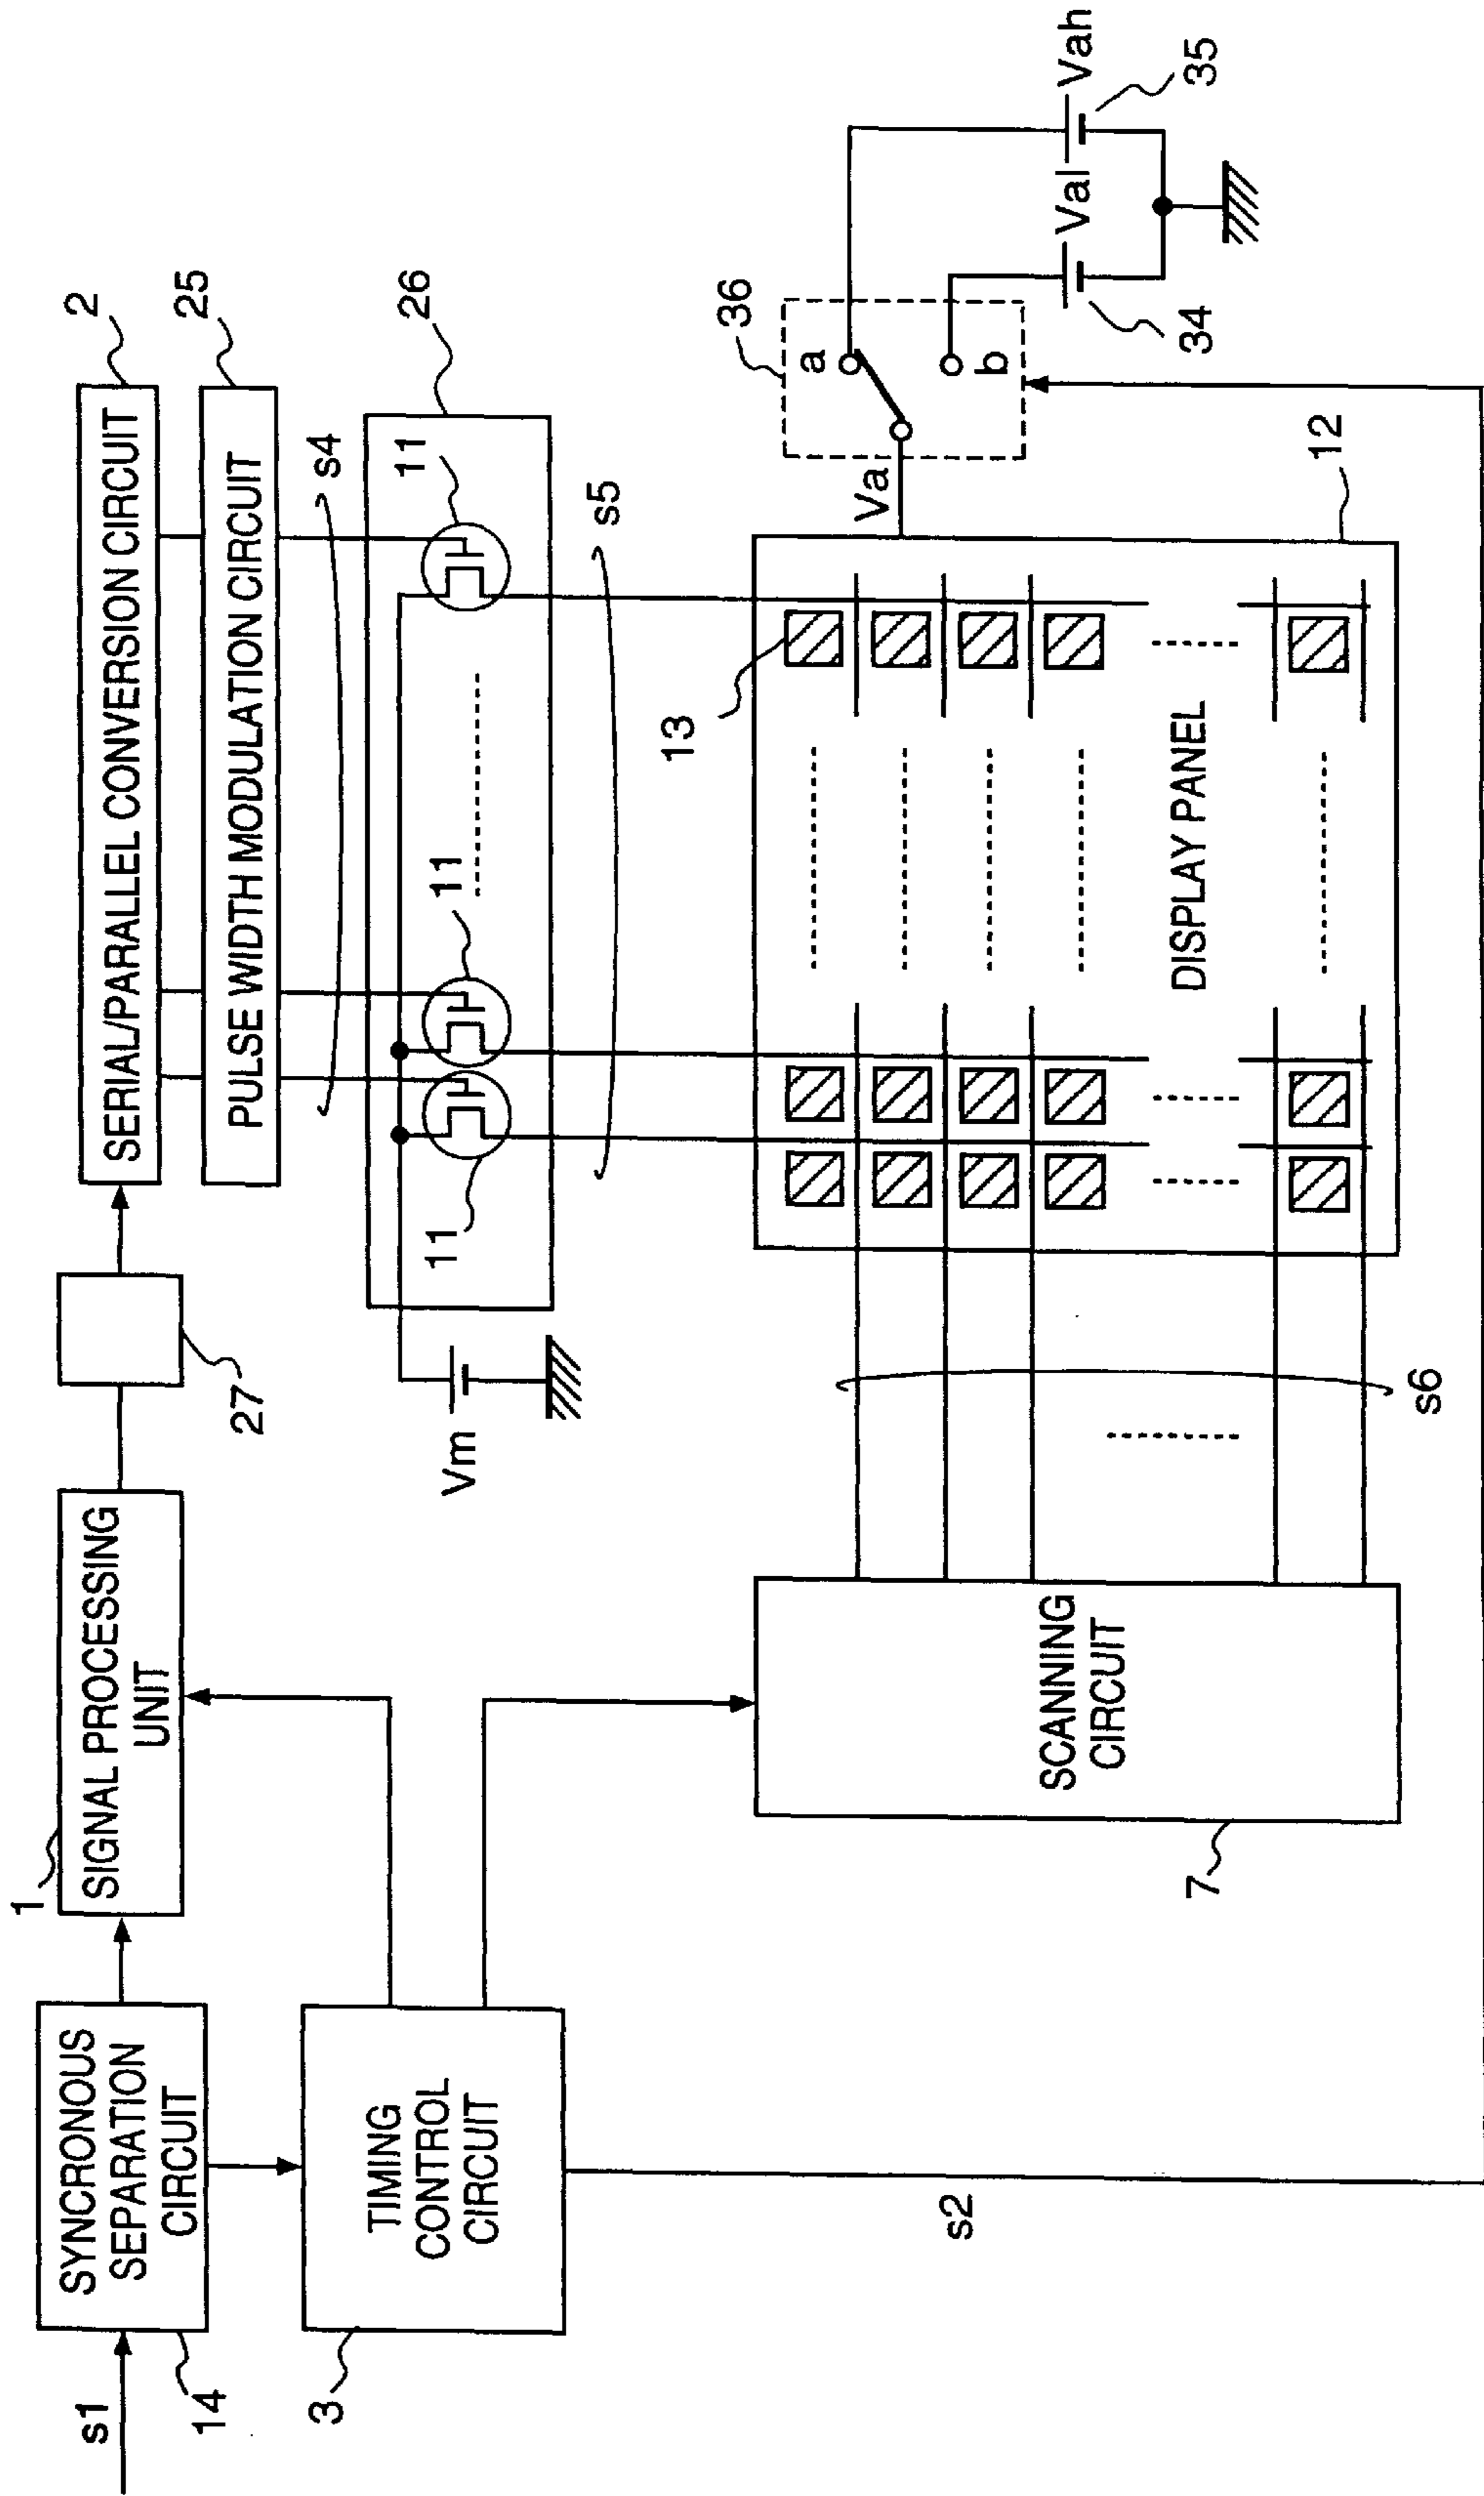 s1
14
SYNCRONOUS
SEPARATION
CIRCUIT
1
SIGNAL PROCESSING
UNIT
27
2
SERIAL/PARALLEL CONVERSION CIRCUIT
25
PULSE WIDTH MODULATION CIRCUIT
s4
26
11
11
11
Vm
s5
3
TIMING
CONTROL
CIRCUIT
s2
7
SCANNING
CIRCUIT
s6
13
DISPLAY PANEL
12
Va
36
a
b
34
Val
Vah
35